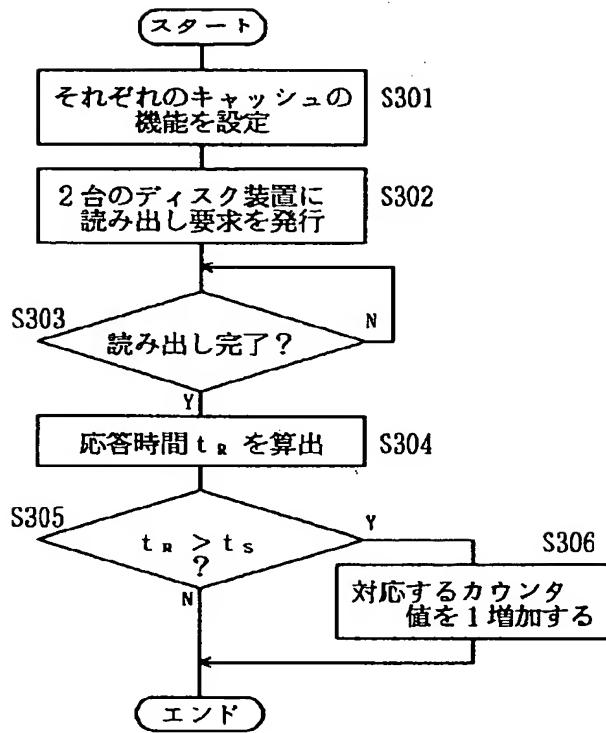 スタート
それぞれのキャッシュの
機能を設定
S301
2台のディスク装置に
読み出し要求を発行
S302
S303
読み出し完了?
N
Y
応答時間 tR を算出
S304
S305
tR > tS
?
Y
N
S306
対応するカウンタ
値を1増加する
エンド